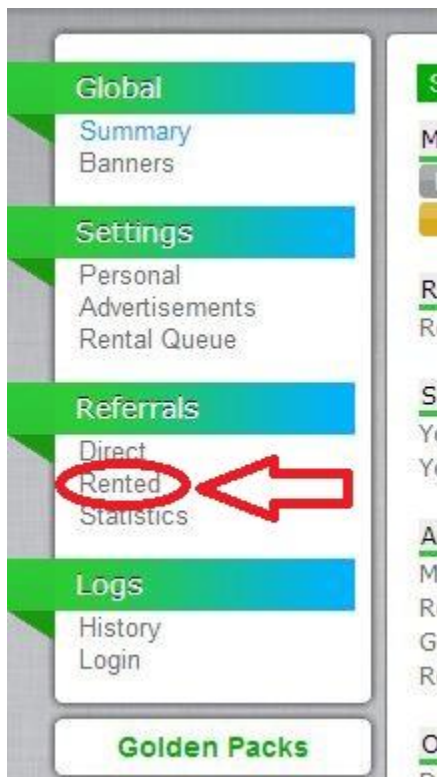 Global
Summary
Banners
Settings
Personal
Advertisements
Rental Queue
Referrals
Direct
Rented
Statistics
Logs
History
Login
Golden Packs